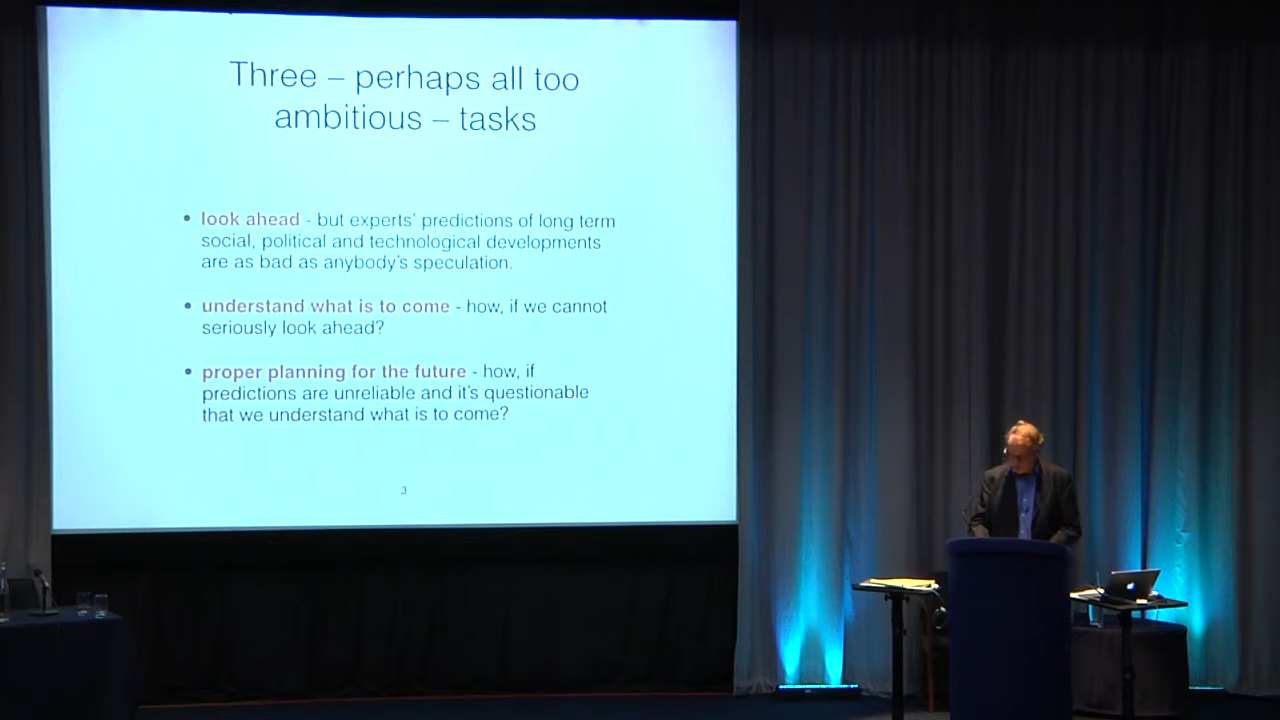 Three – perhaps all too
ambitious – tasks
• look ahead - but experts’ predictions of long term
social, political and technological developments
are as bad as anybody’s speculation.
• understand what is to come - how, if we cannot
seriously look ahead?
• proper planning for the future - how, if
predictions are unreliable and it’s questionable
that we understand what is to come?
3